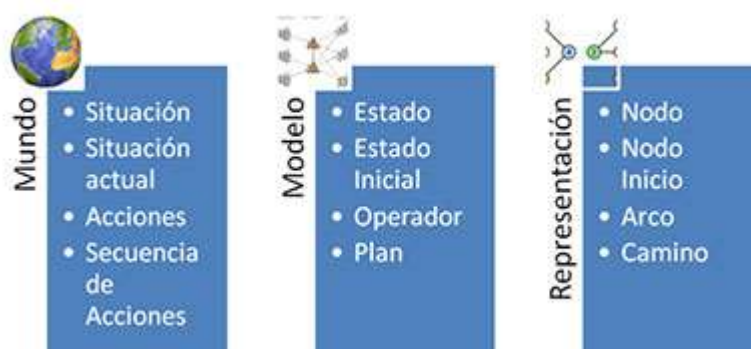 Mundo
• Situación
• Situación
actual
• Acciones
• Secuencia
de
Acciones
Modelo
• Estado
• Estado
Inicial
• Operador
• Plan
Representación
• Nodo
• Nodo
Inicio
• Arco
• Camino